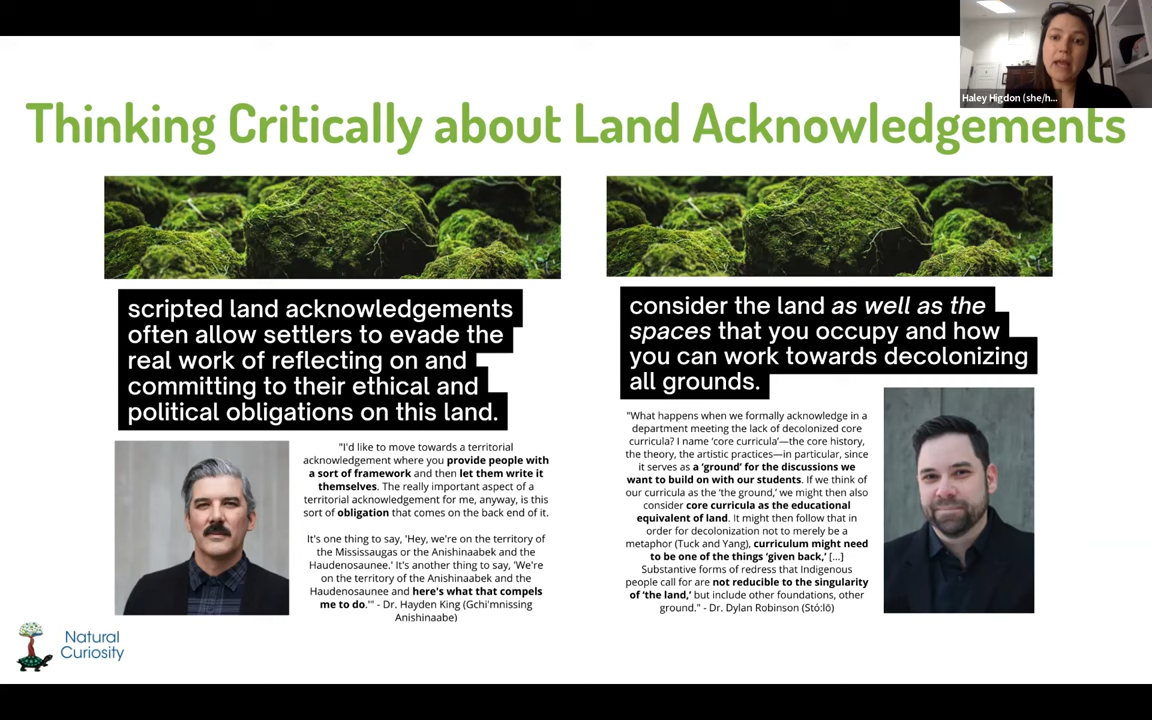 Haley Higdon (she/h...
Thinking Critically about Land Acknowledgements
scripted land acknowledgements
often allow settlers to evade the
real work of reflecting on and
committing to their ethical and
political obligations on this land.
"I'd like to move towards a territorial
acknowledgement where you provide people with
a sort of framework and then let them write it
themselves. The really important aspect of a
territorial acknowledgement for me, anyway, is this
sort of obligation that comes on the back end of it.
It's one thing to say, 'Hey, we're on the territory of
the Mississaugas or the Anishinaabek and the
Haudenosaunee.' It's another thing to say, 'We're
on the territory of the Anishinaabek and the
Haudenosaunee and here's what that compels
me to do.'" - Dr. Hayden King (Gchi'mnissing
Anishinaabe)
consider the land as well as the
spaces that you occupy and how
you can work towards decolonizing
all grounds.
"What happens when we formally acknowledge in a
department meeting the lack of decolonized core
curricula? I name 'core curricula'—the core history,
the theory, the artistic practices—in particular, since
it serves as a 'ground' for the discussions we
want to build on with our students. If we think of
our curricula as the 'the ground,' we might then also
consider core curricula as the educational
equivalent of land. It might then follow that in
order for decolonization not to merely be a
metaphor (Tuck and Yang), curriculum might need
to be one of the things 'given back,' [...]
Substantive forms of redress that Indigenous
people call for are not reducible to the singularity
of 'the land,' but include other foundations, other
ground." - Dr. Dylan Robinson (Stó:lō)
Natural
Curiosity